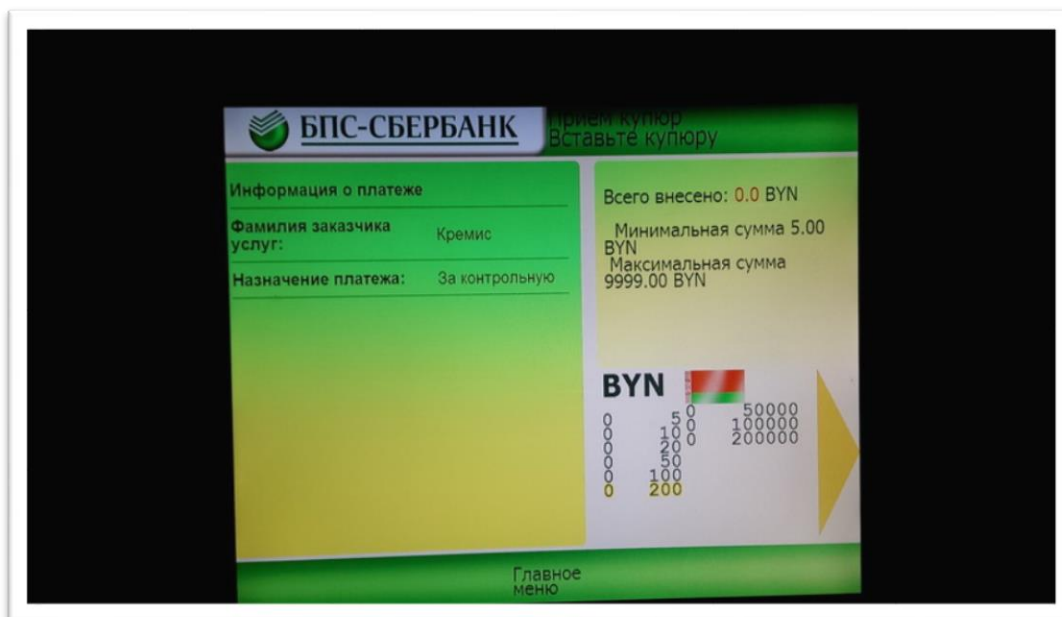 БПС-СБЕРБАНК
Прием купюр
Вставьте купюру
Информация о платеже
Фамилия заказчика
услуг:
Кремис
Назначение платежа: За контрольную
Всего внесено: 0.0 BYN
Минимальная сумма 5.00
BYN
Максимальная сумма
9999.00 BYN
BYN
0 5 0 50000
0 10 0 100000
0 20 0 200000
0 50
0 100
0 200
Главное
меню